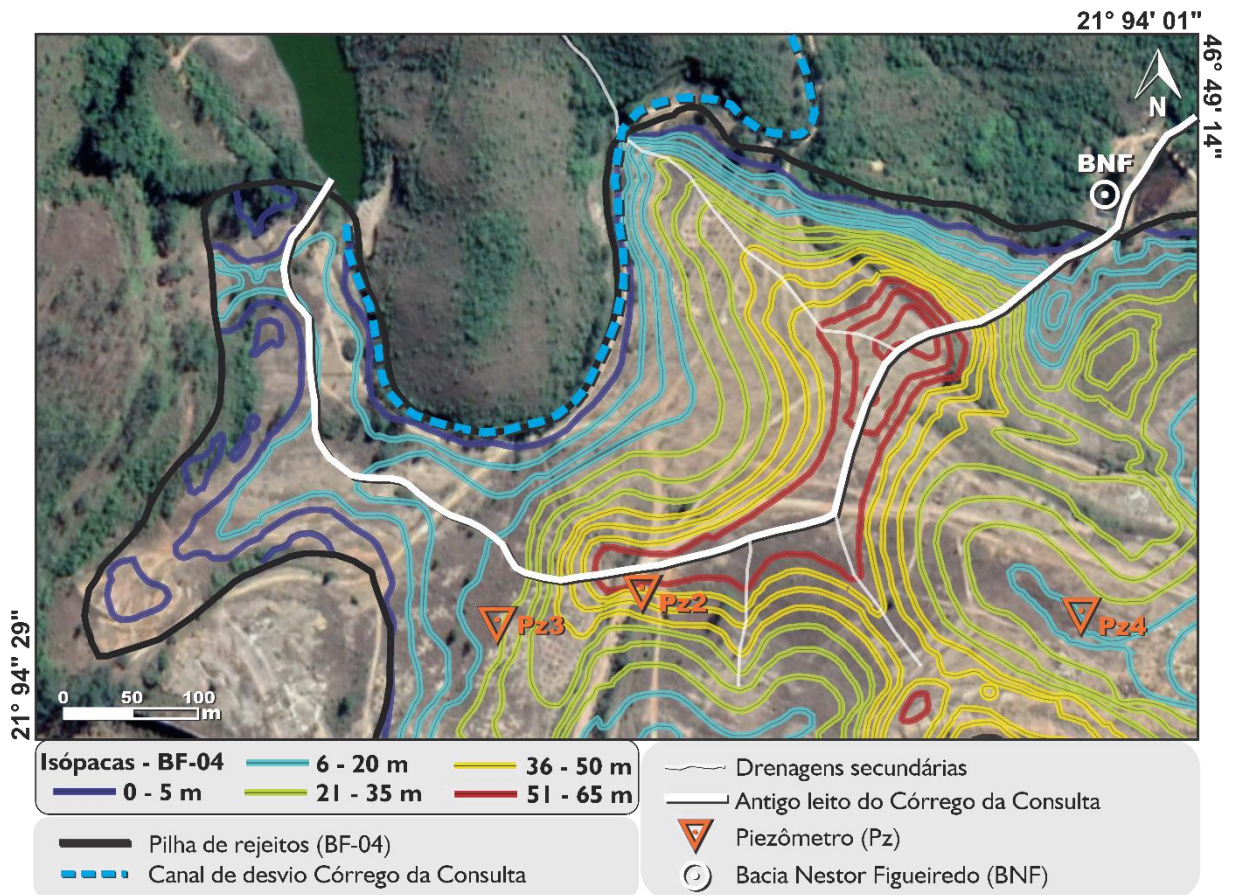 21° 94' 01"
46° 49' 14"
N
BNF
Pz2
Pz3
Pz4
21° 94" 29"
0 50 100
m
Isópacas - BF-04
0 - 5 m
6 - 20 m
21 - 35 m
36 - 50 m
51 - 65 m
Pilha de rejeitos (BF-04)
Canal de desvio Córrego da Consulta
Drenagens secundárias
Antigo leito do Córrego da Consulta
Piezômetro (Pz)
Bacia Nestor Figueiredo (BNF)